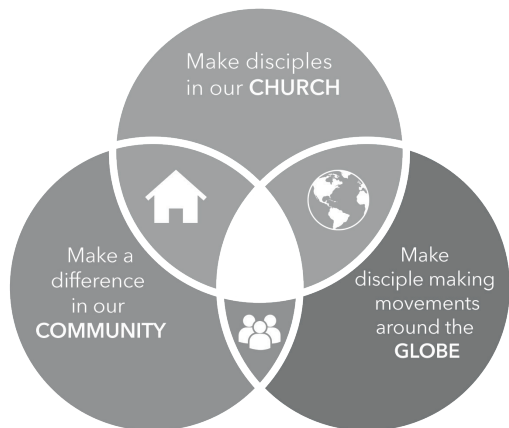 Make disciples
in our CHURCH
Make a
difference
in our
COMMUNITY
Make
disciple making
movements
around the
GLOBE